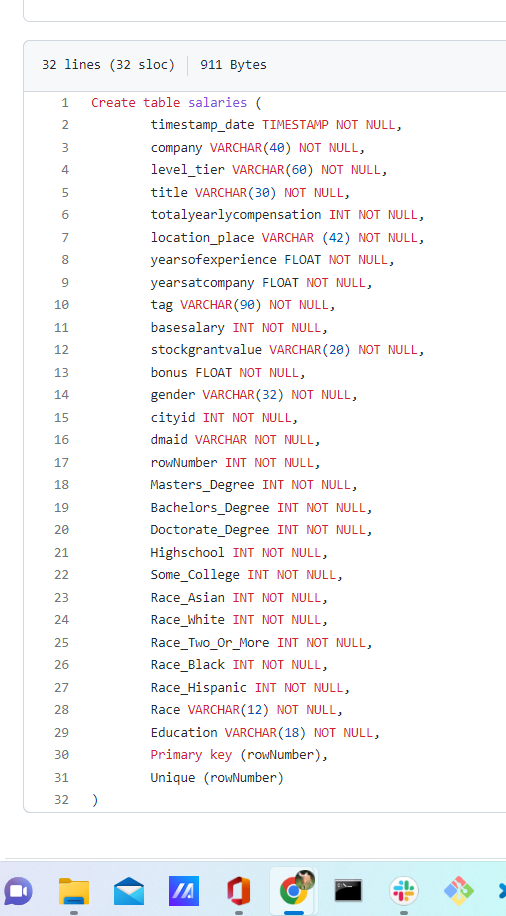 32 lines (32 sloc) 911 Bytes
1 Create table salaries (
2 timestamp_date TIMESTAMP NOT NULL,
3 company VARCHAR(40) NOT NULL,
4 level_tier VARCHAR(60) NOT NULL,
5 title VARCHAR(30) NOT NULL,
6 totalyearlycompensation INT NOT NULL,
7 location_place VARCHAR (42) NOT NULL,
8 yearsofexperience FLOAT NOT NULL,
9 yearsatcompany FLOAT NOT NULL,
10 tag VARCHAR(90) NOT NULL,
11 basesalary INT NOT NULL,
12 stockgrantvalue VARCHAR(20) NOT NULL,
13 bonus FLOAT NOT NULL,
14 gender VARCHAR(32) NOT NULL,
15 cityid INT NOT NULL,
16 dmaid VARCHAR NOT NULL,
17 rowNumber INT NOT NULL,
18 Masters_Degree INT NOT NULL,
19 Bachelors_Degree INT NOT NULL,
20 Doctorate_Degree INT NOT NULL,
21 Highschool INT NOT NULL,
22 Some_College INT NOT NULL,
23 Race_Asian INT NOT NULL,
24 Race_White INT NOT NULL,
25 Race_Two_Or_More INT NOT NULL,
26 Race_Black INT NOT NULL,
27 Race_Hispanic INT NOT NULL,
28 Race VARCHAR(12) NOT NULL,
29 Education VARCHAR(18) NOT NULL,
30 Primary key (rowNumber),
31 Unique (rowNumber)
32 )